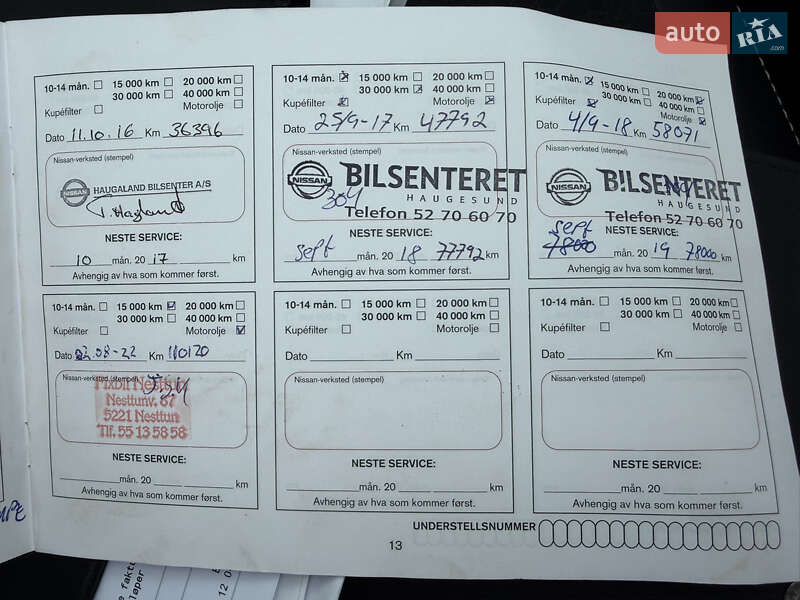 auto RIA.com
10-14 mån. 15 000 km 20 000 km
30 000 km 40 000 km
Kupéfilter Motorolje
Dato 11.10.16 Km 36396
Nissan-verksted (stempel)
NISSAN HAUGALAND BILSENTER A/S
NESTE SERVICE:
10 mån. 20 17 km
Avhengig av hva som kommer først.
10-14 mån. 15 000 km 20 000 km
30 000 km 40 000 km
Kupéfilter Motorolje
Dato 25/9-17 Km 47792
Nissan-verksted (stempel)
NISSAN BILSENTERET
HAUGESUND
304
Telefon 52 70 60 70
NESTE SERVICE:
sept mån. 20 18 77792 km
Avhengig av hva som kommer først.
10-14 mån. 15 000 km 20 000 km
30 000 km 40 000 km
Kupéfilter Motorolje
Dato 4/9-18 Km 58071
Nissan-verksted (stempel)
NISSAN BILSENTERET
HAUGESUND
Telefon 52 70 60 70
NESTE SERVICE:
sept
78000 mån. 20 19 78000 km
Avhengig av hva som kommer først.
10-14 mån. 15 000 km 20 000 km
30 000 km 40 000 km
Kupéfilter Motorolje
Dato 02.08-22 Km 110120
Nissan-verksted (stempel)
Fixbil Nesttun
Nesttunv. 87
5221 Nesttun
Tlf. 55 13 58 58
NESTE SERVICE:
mån. 20 km
Avhengig av hva som kommer først.
10-14 mån. 15 000 km 20 000 km
30 000 km 40 000 km
Kupéfilter Motorolje
Dato Km
Nissan-verksted (stempel)
NESTE SERVICE:
mån. 20 km
Avhengig av hva som kommer først.
10-14 mån. 15 000 km 20 000 km
30 000 km 40 000 km
Kupéfilter Motorolje
Dato Km
Nissan-verksted (stempel)
NESTE SERVICE:
mån. 20 km
Avhengig av hva som kommer først.
UNDERSTELLSNUMMER
13